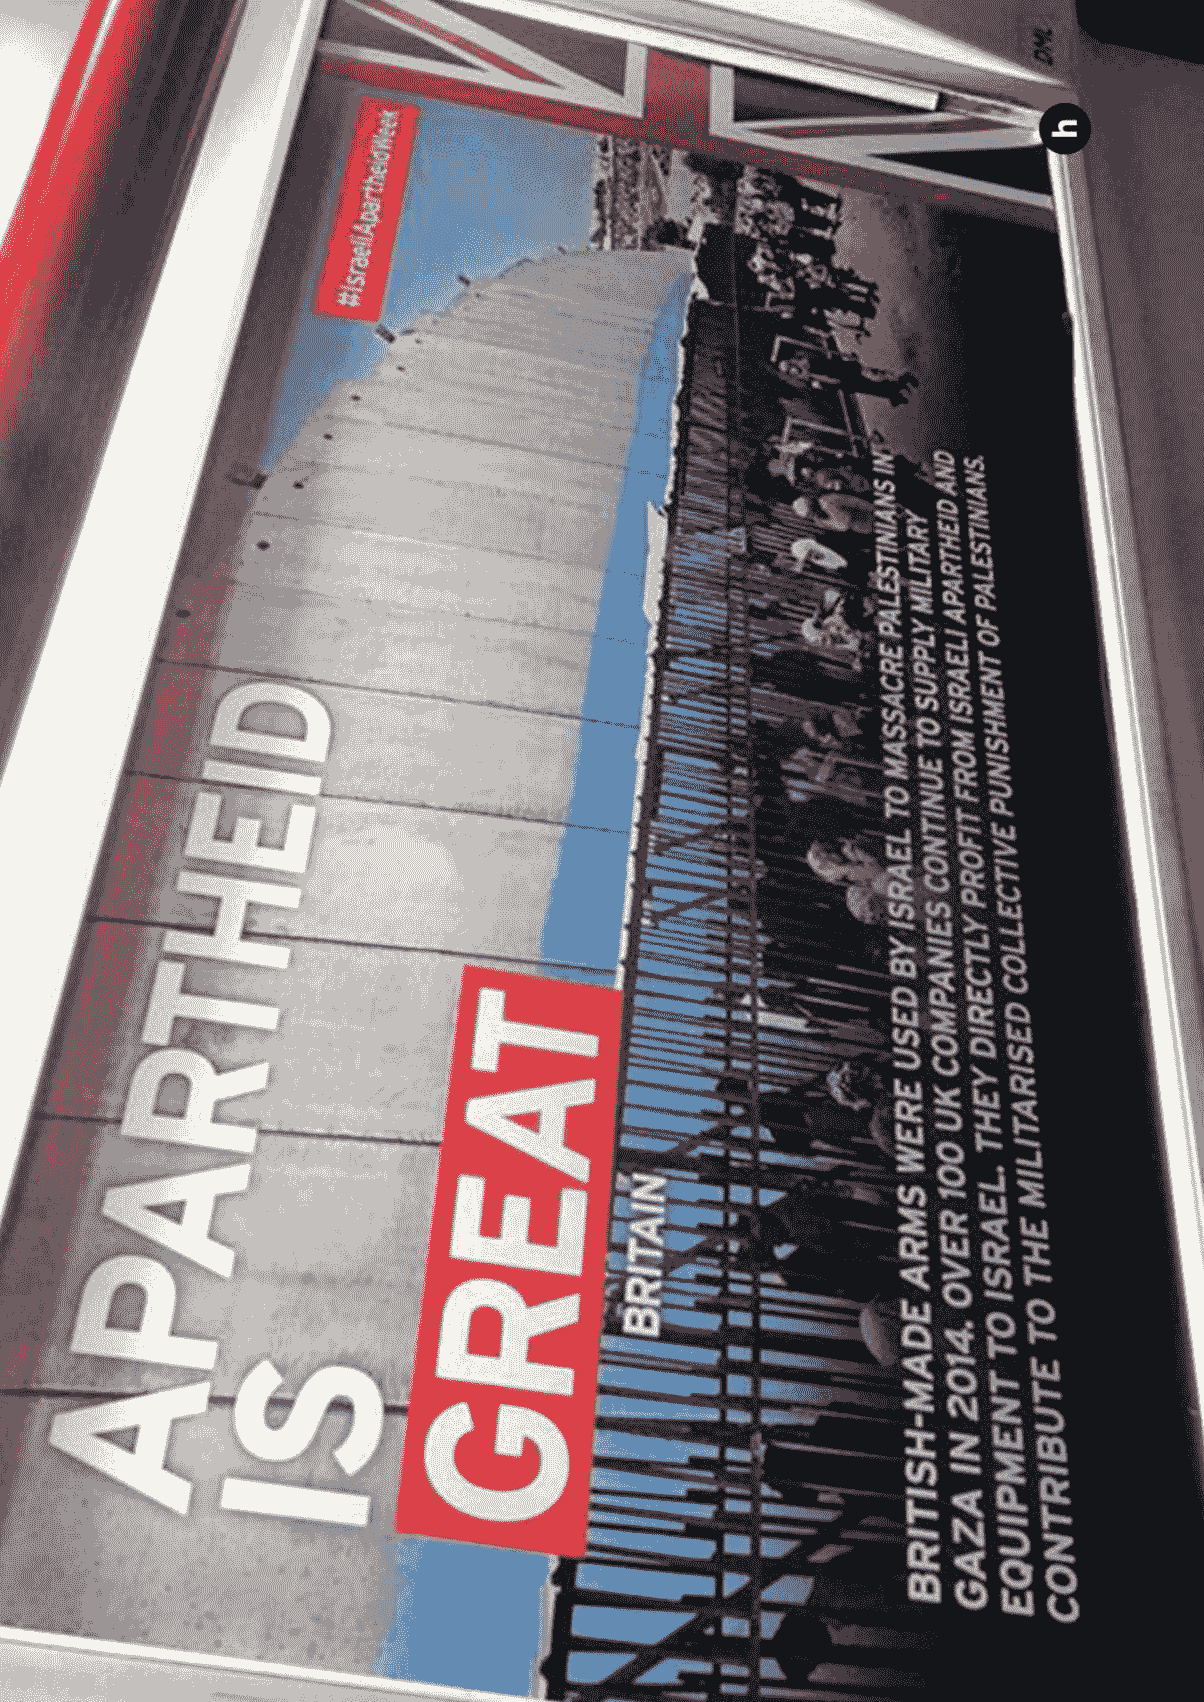 #IsraeliApartheidWeek
APARTHEID
IS
GREAT
BRITAIN
BRITISH-MADE ARMS WERE USED BY ISRAEL TO MASSACRE PALESTINIANS IN
GAZA IN 2014. OVER 100 UK COMPANIES CONTINUE TO SUPPLY MILITARY
EQUIPMENT TO ISRAEL. THEY DIRECTLY PROFIT FROM ISRAELI APARTHEID AND
CONTRIBUTE TO THE MILITARISED COLLECTIVE PUNISHMENT OF PALESTINIANS.
h